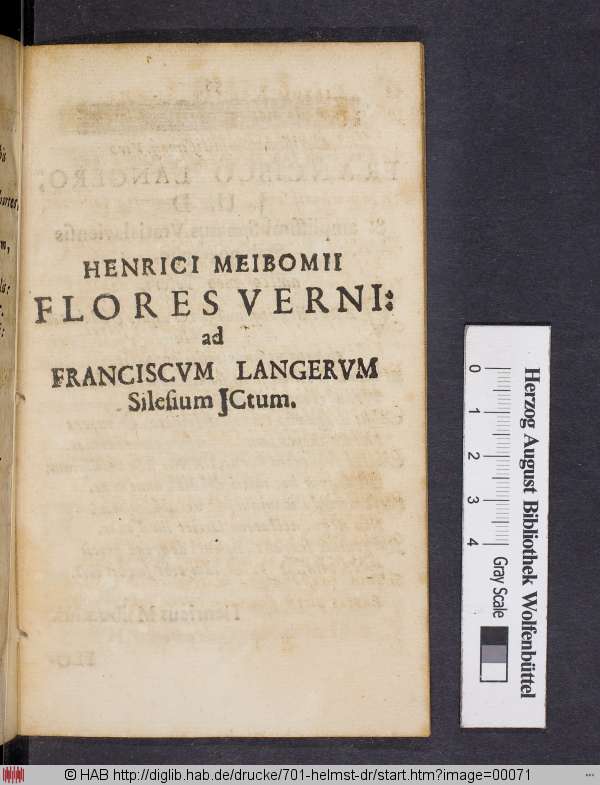 HENRICI MEIBOMII
FLORES VERNI:
ad
FRANCISCVM LANGERVM
Silesium JCtum.
0
1
2
3
4
Gray Scale
Herzog August Bibliothek Wolfenbüttel
© HAB http://diglib.hab.de/drucke/701-helmst-dr/start.htm?image=00071